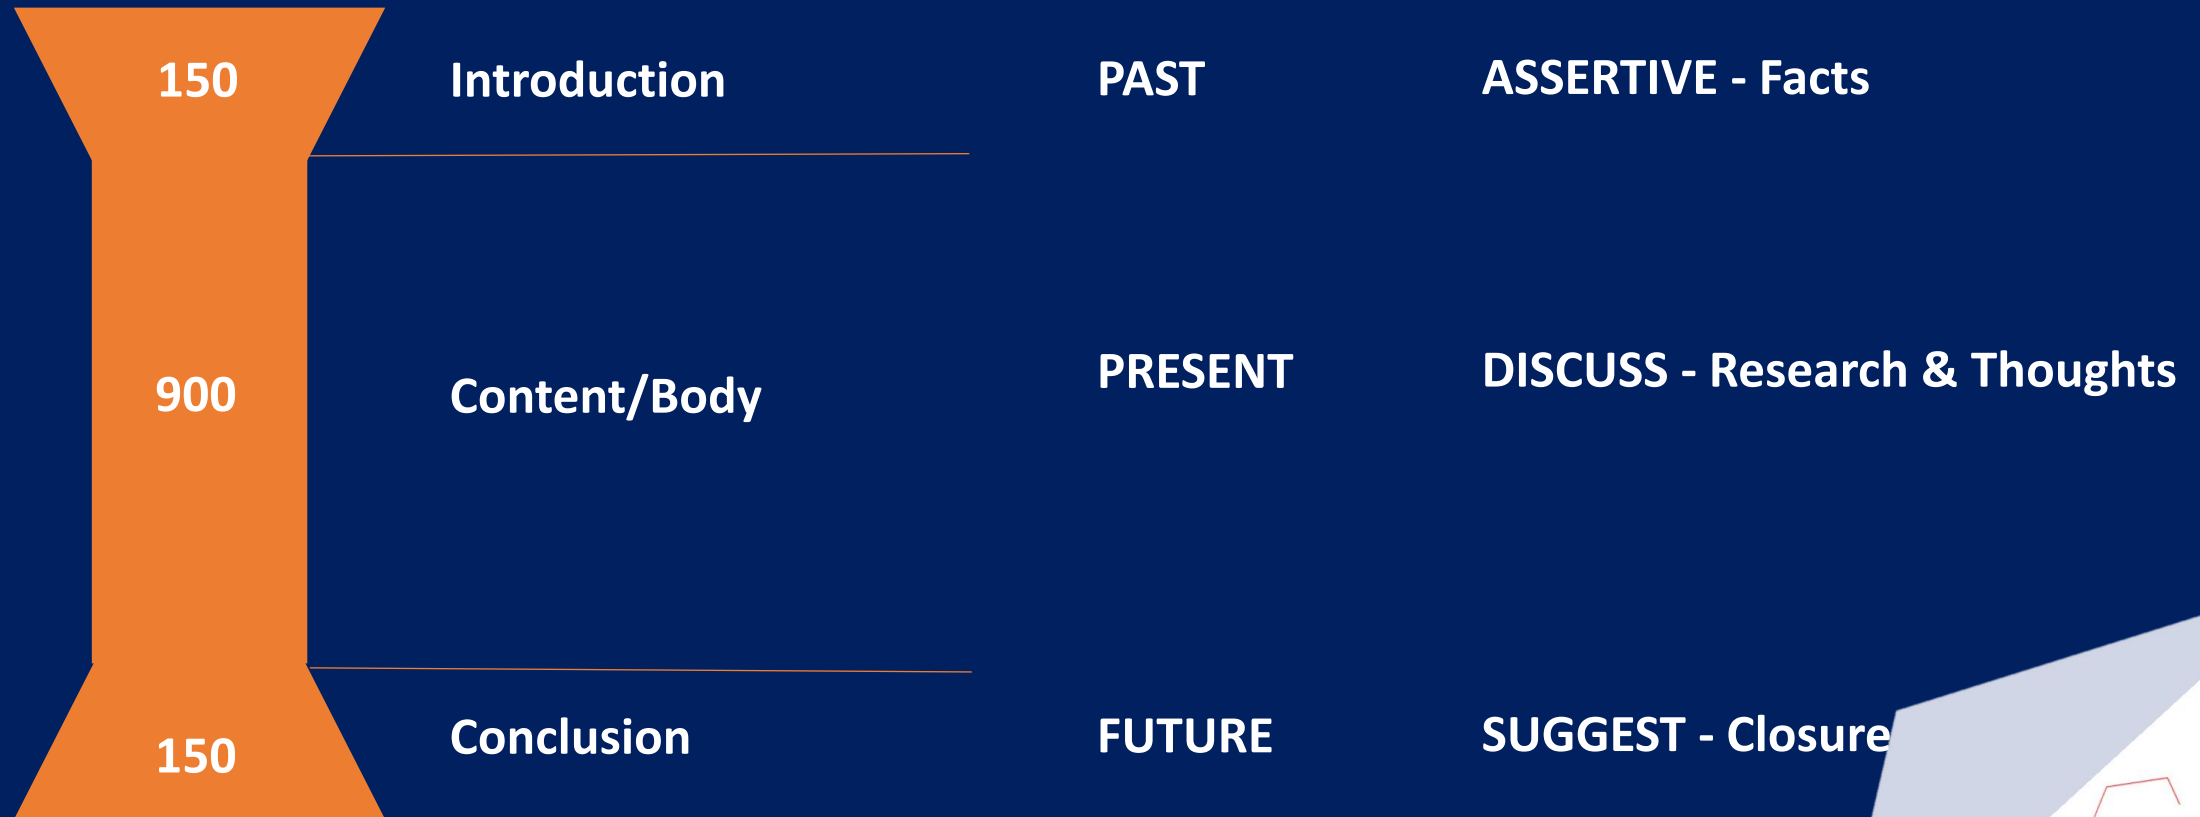 150 Introduction PAST ASSERTIVE - Facts
900 Content/Body PRESENT DISCUSS - Research & Thoughts
150 Conclusion FUTURE SUGGEST - Closure